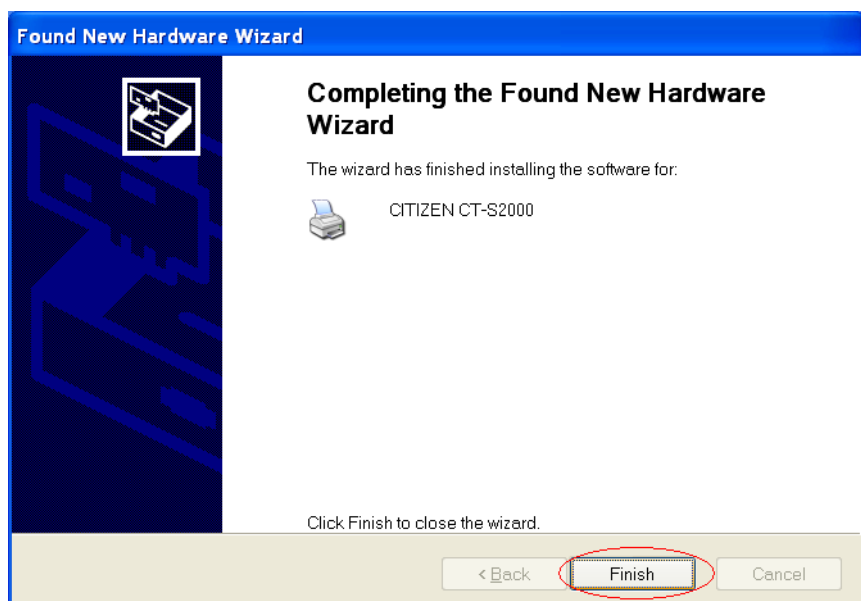 Found New Hardware Wizard
Completing the Found New Hardware
Wizard
The wizard has finished installing the software for:
CITIZEN CT-S2000
Click Finish to close the wizard.
< Back
Finish
Cancel